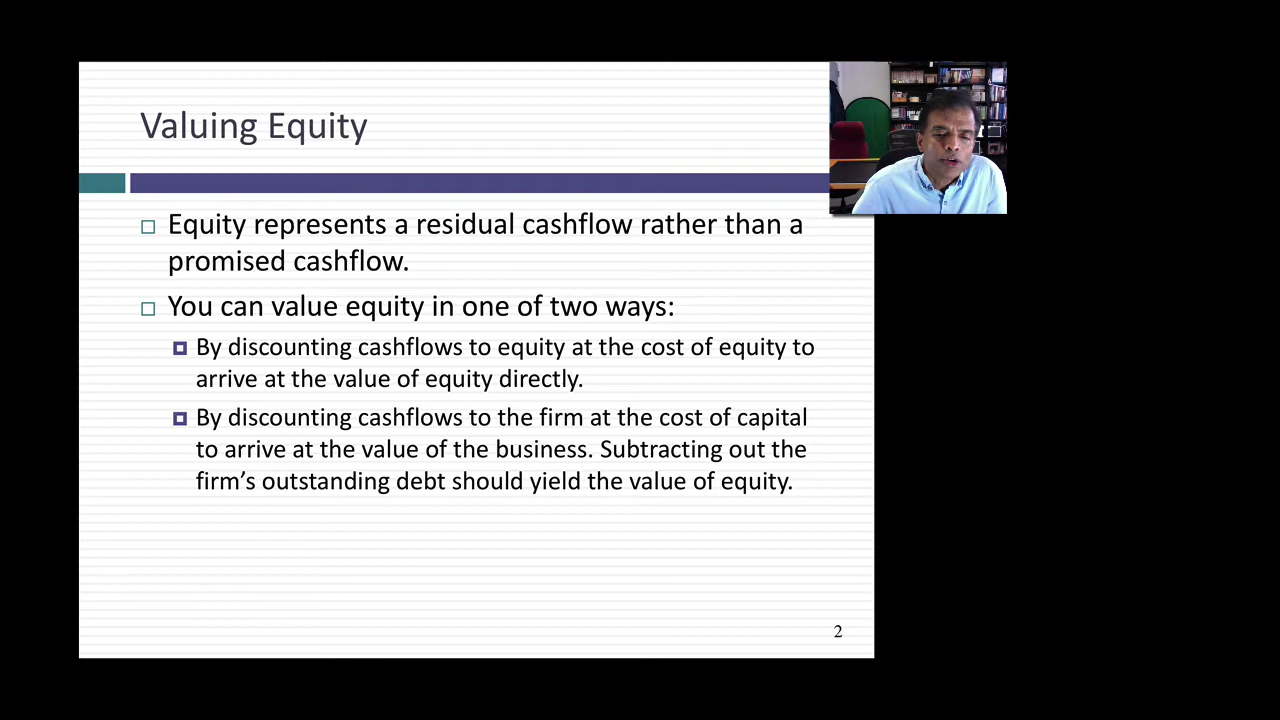 Valuing Equity
Equity represents a residual cashflow rather than a
promised cashflow.
You can value equity in one of two ways:
By discounting cashflows to equity at the cost of equity to
arrive at the value of equity directly.
By discounting cashflows to the firm at the cost of capital
to arrive at the value of the business. Subtracting out the
firm’s outstanding debt should yield the value of equity.
2